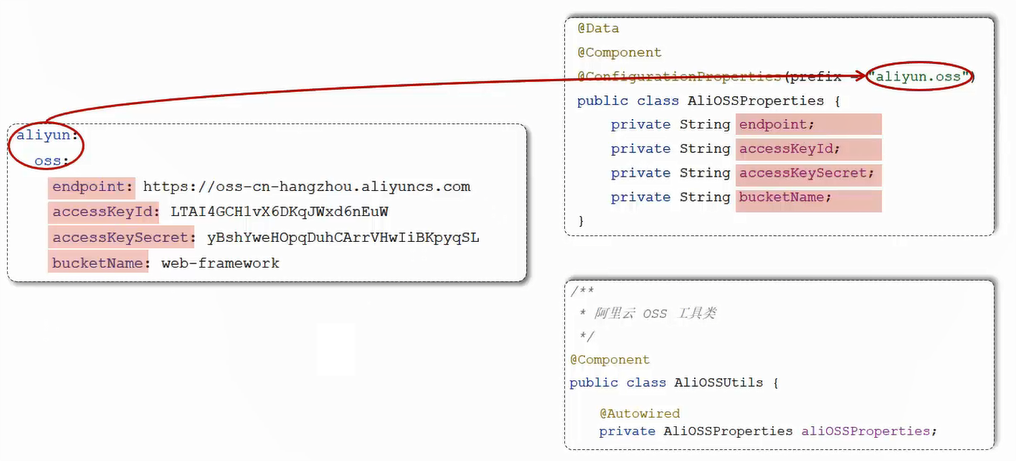 aliyun:
oss:
endpoint: https://oss-cn-hangzhou.aliyuncs.com
accessKeyId: LTAI4GCH1vX6DKqJWxd6nEuW
accessKeySecret: yBshYweHOpqDuhCArrVHwIiBKpyqSL
bucketName: web-framework
@Data
@Component
@ConfigurationProperties(prefix = "aliyun.oss")
public class AliOSSProperties {
private String endpoint;
private String accessKeyId;
private String accessKeySecret;
private String bucketName;
}
/**
* 阿里云 OSS 工具类
*/
@Component
public class AliOSSUtils {
@Autowired
private AliOSSProperties aliOSSProperties;